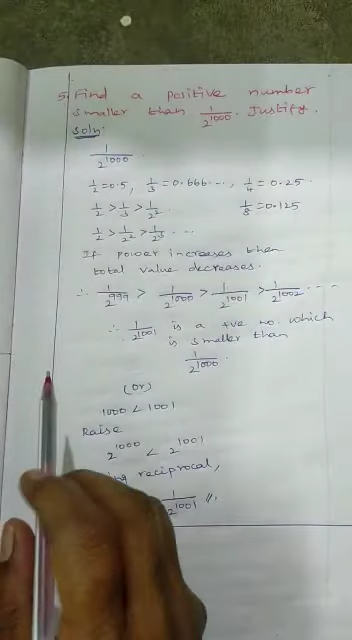 5. Find a positive number
smaller than 1/2^1000. Justify.
Soln:
1/2^1000.
1/2 = 0.5, 1/3 = 0.666..., 1/4 = 0.25
1/2 > 1/3 > 1/2^2 1/8 = 0.125
1/2 > 1/2^2 > 1/2^3 ...
If power increases then
total value decreases.
∴ 1/2^999 > 1/2^1000 > 1/2^1001 > 1/2^1002 ....
∴ 1/2^1001 is a +ve no. which
is smaller than
1/2^1000.
(Or)
1000 < 1001
Raise
2^1000 < 2^1001
reciprocal,
1/2^1001 //.